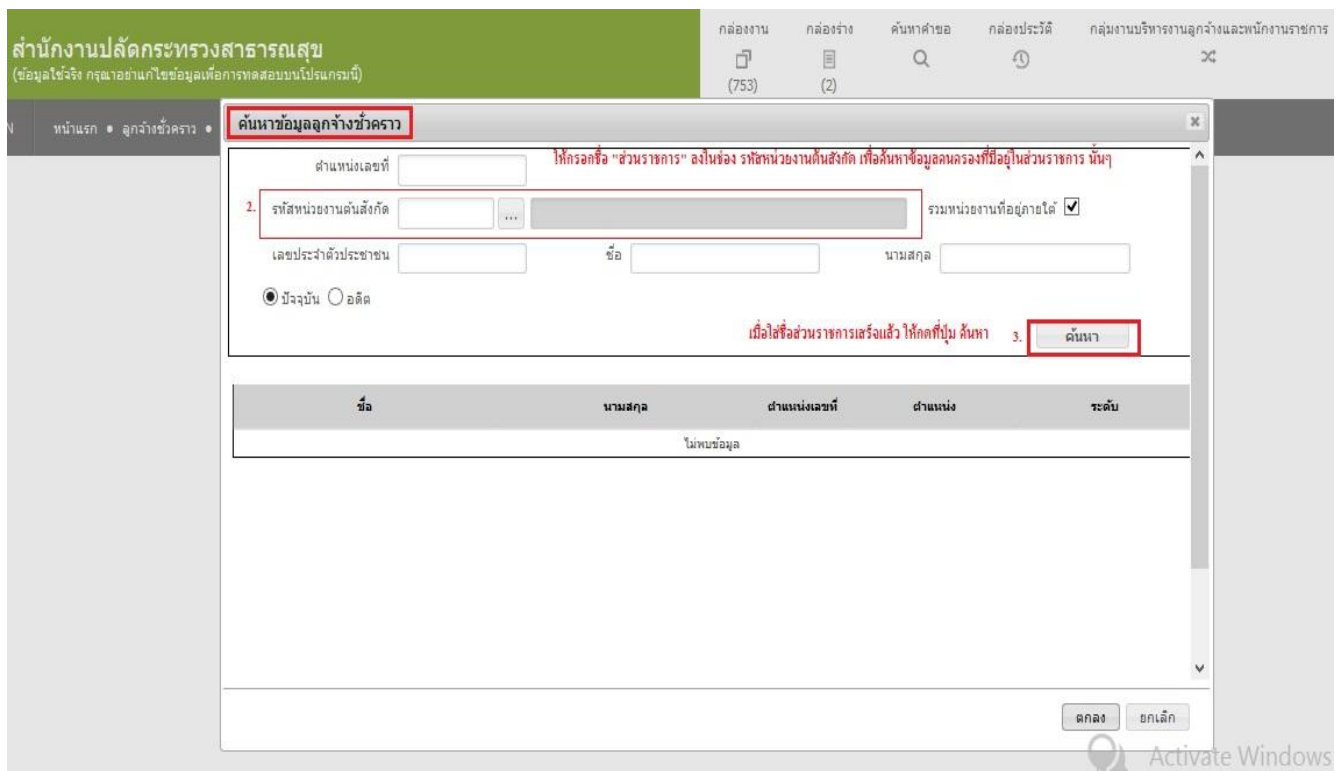 กล่องงาน กล่องร่าง ค้นหาคำขอ กล่องประวัติ กลุ่มงานบริหารงานลูกจ้างและพนักงานราชการ
สำนักงานปลัดกระทรวงสาธารณสุข
(ข้อมูลใช้จริง กรุณาอย่าแก้ไขข้อมูลเพื่อการทดสอบบนโปรแกรมนี้)
(753) (2)
N หน้าแรก • ลูกจ้างชั่วคราว •
ค้นหาข้อมูลลูกจ้างชั่วคราว
ตำแหน่งเลขที่ ให้กรอกชื่อ "ส่วนราชการ" ลงในช่อง รหัสหน่วยงานต้นสังกัด เพื่อค้นหาข้อมูลคนครองที่มีอยู่ในส่วนราชการ นั้นๆ
2. รหัสหน่วยงานต้นสังกัด ... รวมหน่วยงานที่อยู่ภายใต้
เลขประจำตัวประชาชน ชื่อ นามสกุล
ปัจจุบัน อดีต
เมื่อใส่ชื่อส่วนราชการเสร็จแล้ว ให้กดที่ปุ่ม ค้นหา 3. ค้นหา
ชื่อ นามสกุล ตำแหน่งเลขที่ ตำแหน่ง ระดับ
ไม่พบข้อมูล
ตกลง ยกเลิก
Activate Windows